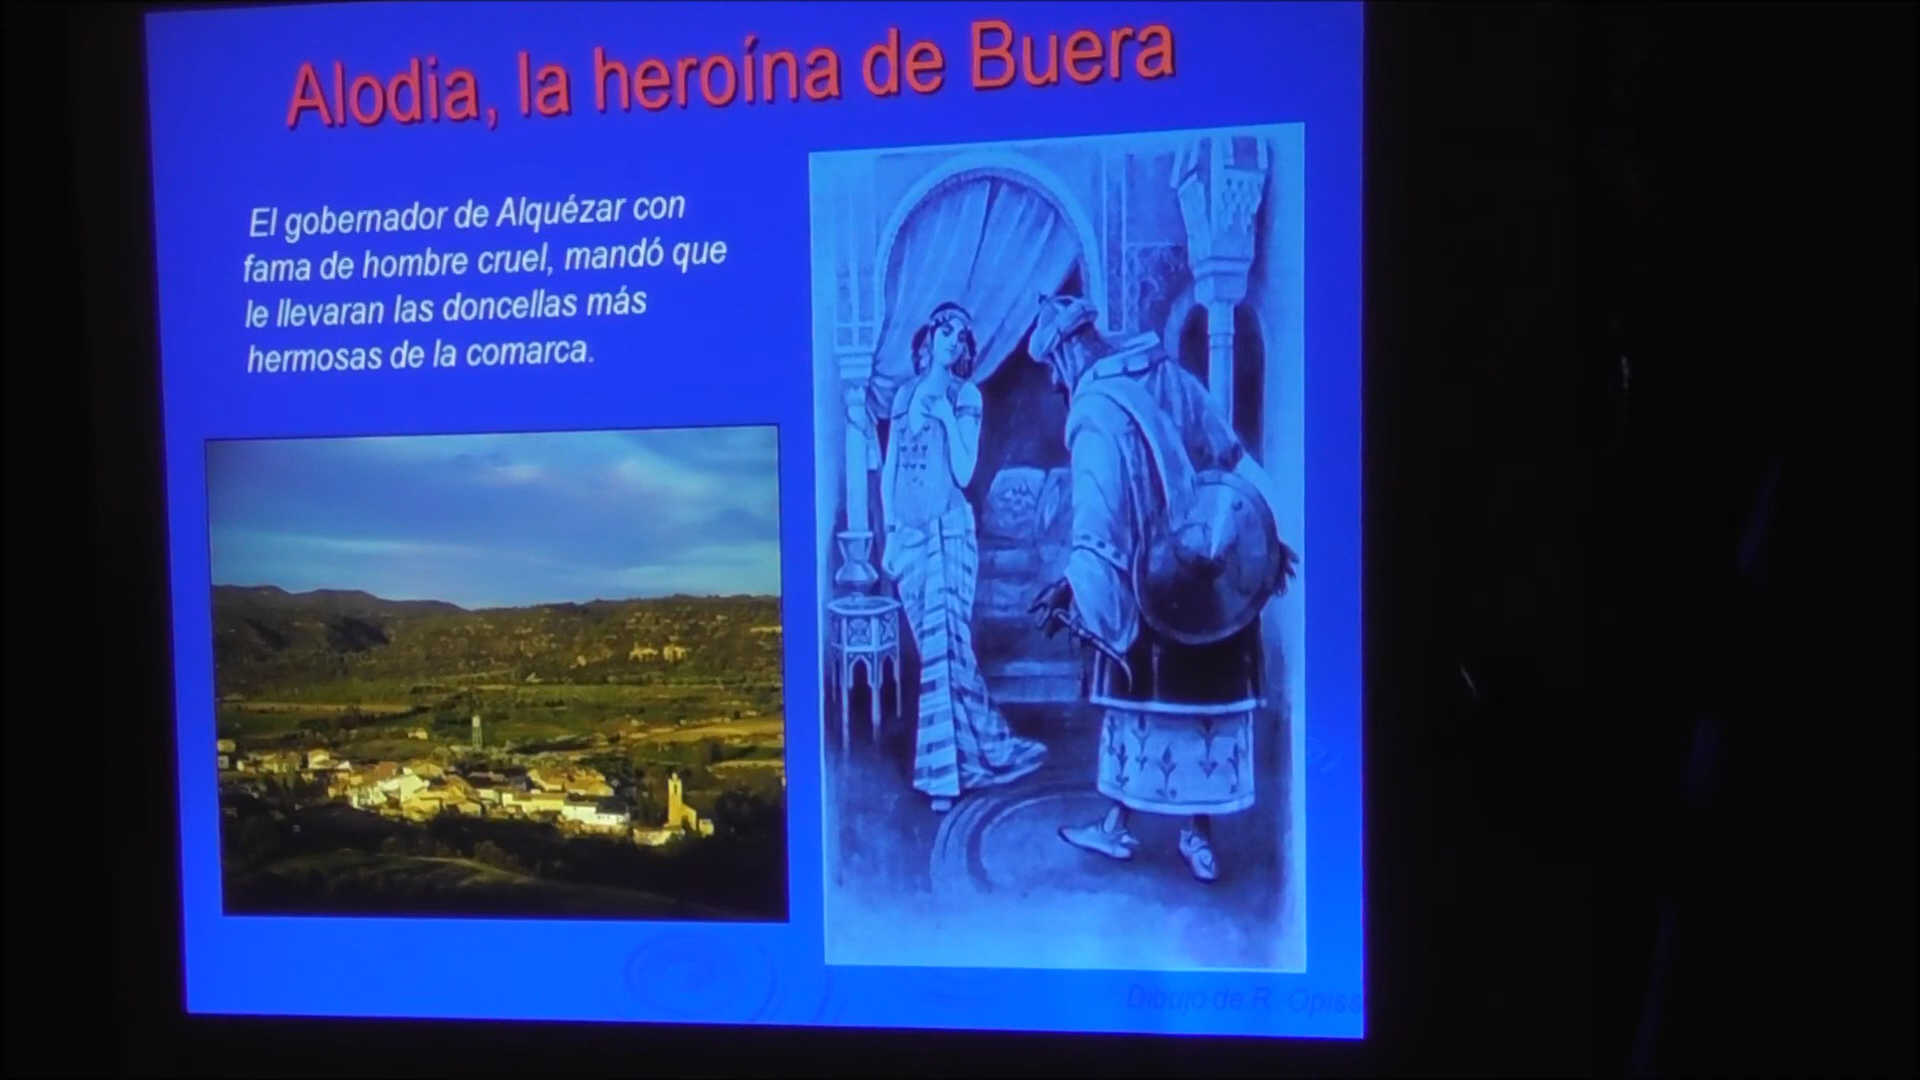 Alodia, la heroína de Buera
El gobernador de Alquézar con
fama de hombre cruel, mandó que
le llevaran las doncellas más
hermosas de la comarca.
Dibujo de R. Opiss